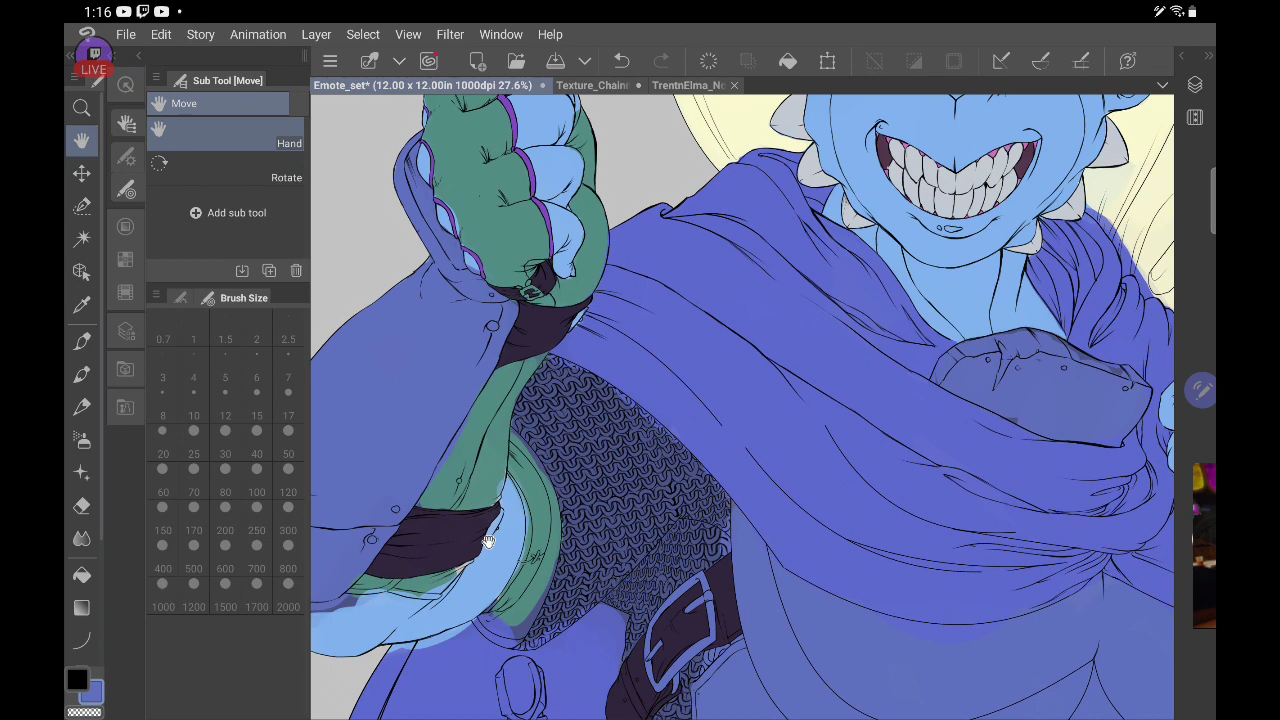 1:16
File Edit Story Animation Layer Select View Filter Window Help
LIVE
Sub Tool [Move]
Emote_set* (12.00 x 12.00in 1000dpi 27.6%)
Texture_Chainr
TrentnElma_No
Move
Hand
Rotate
Add sub tool
Brush Size
0.7 1 1.5 2 2.5
3 4 5 6 7
8 10 12 15 17
20 25 30 40 50
60 70 80 100 120
150 170 200 250 300
400 500 600 700 800
1000 1200 1500 1700 2000